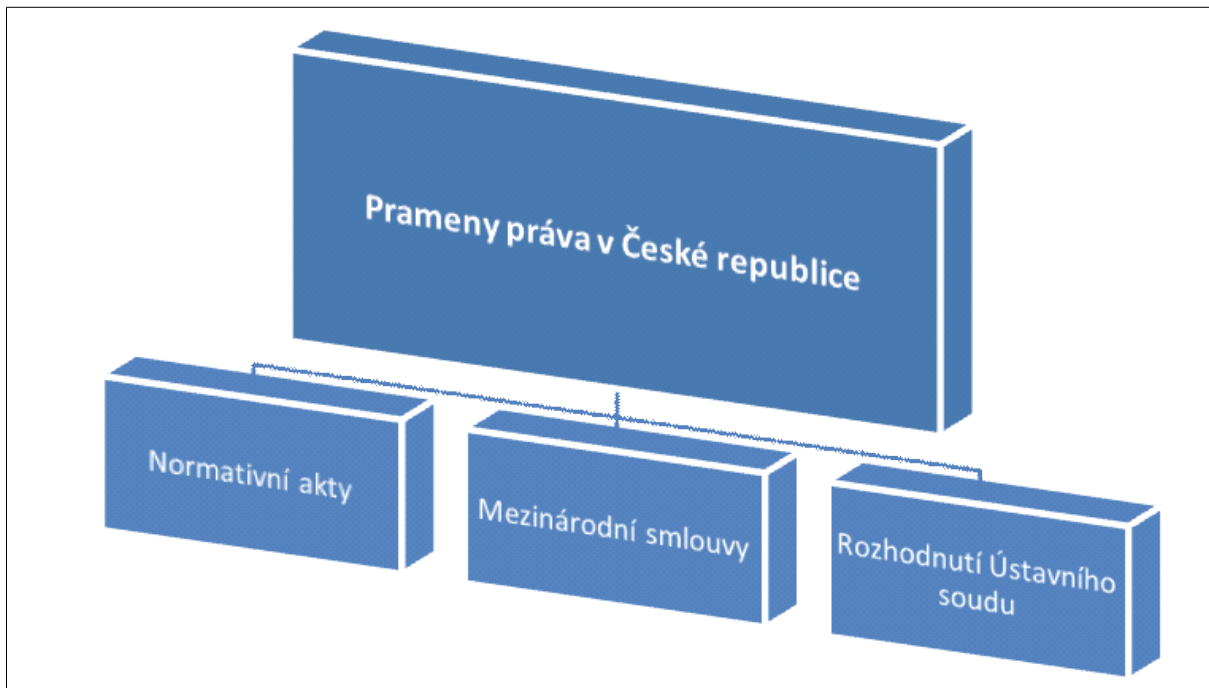 Prameny práva v České republice
Normativní akty
Mezinárodní smlouvy
Rozhodnutí Ústavního
soudu